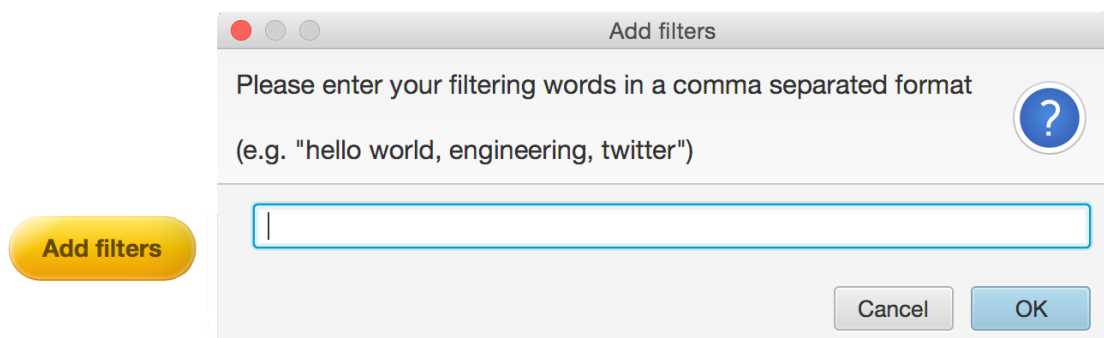 Add filters
Please enter your filtering words in a comma separated format
?
(e.g. "hello world, engineering, twitter")
Add filters
Cancel
OK